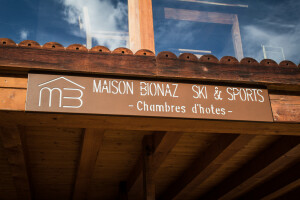 MB
MAISON BIONAZ SKI & SPORTS
- Chambres d'hotes -